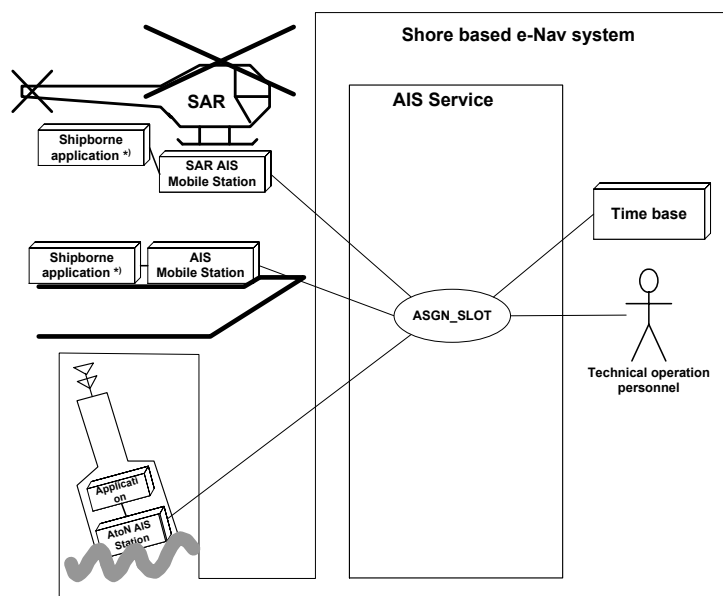 Shore based e-Nav system
AIS Service
SAR
Shipborne
application *)
SAR AIS
Mobile Station
Time base
Shipborne
application *)
AIS
Mobile Station
ASGN_SLOT
Technical operation
personnel
Applicati
on
AtoN AIS
Station